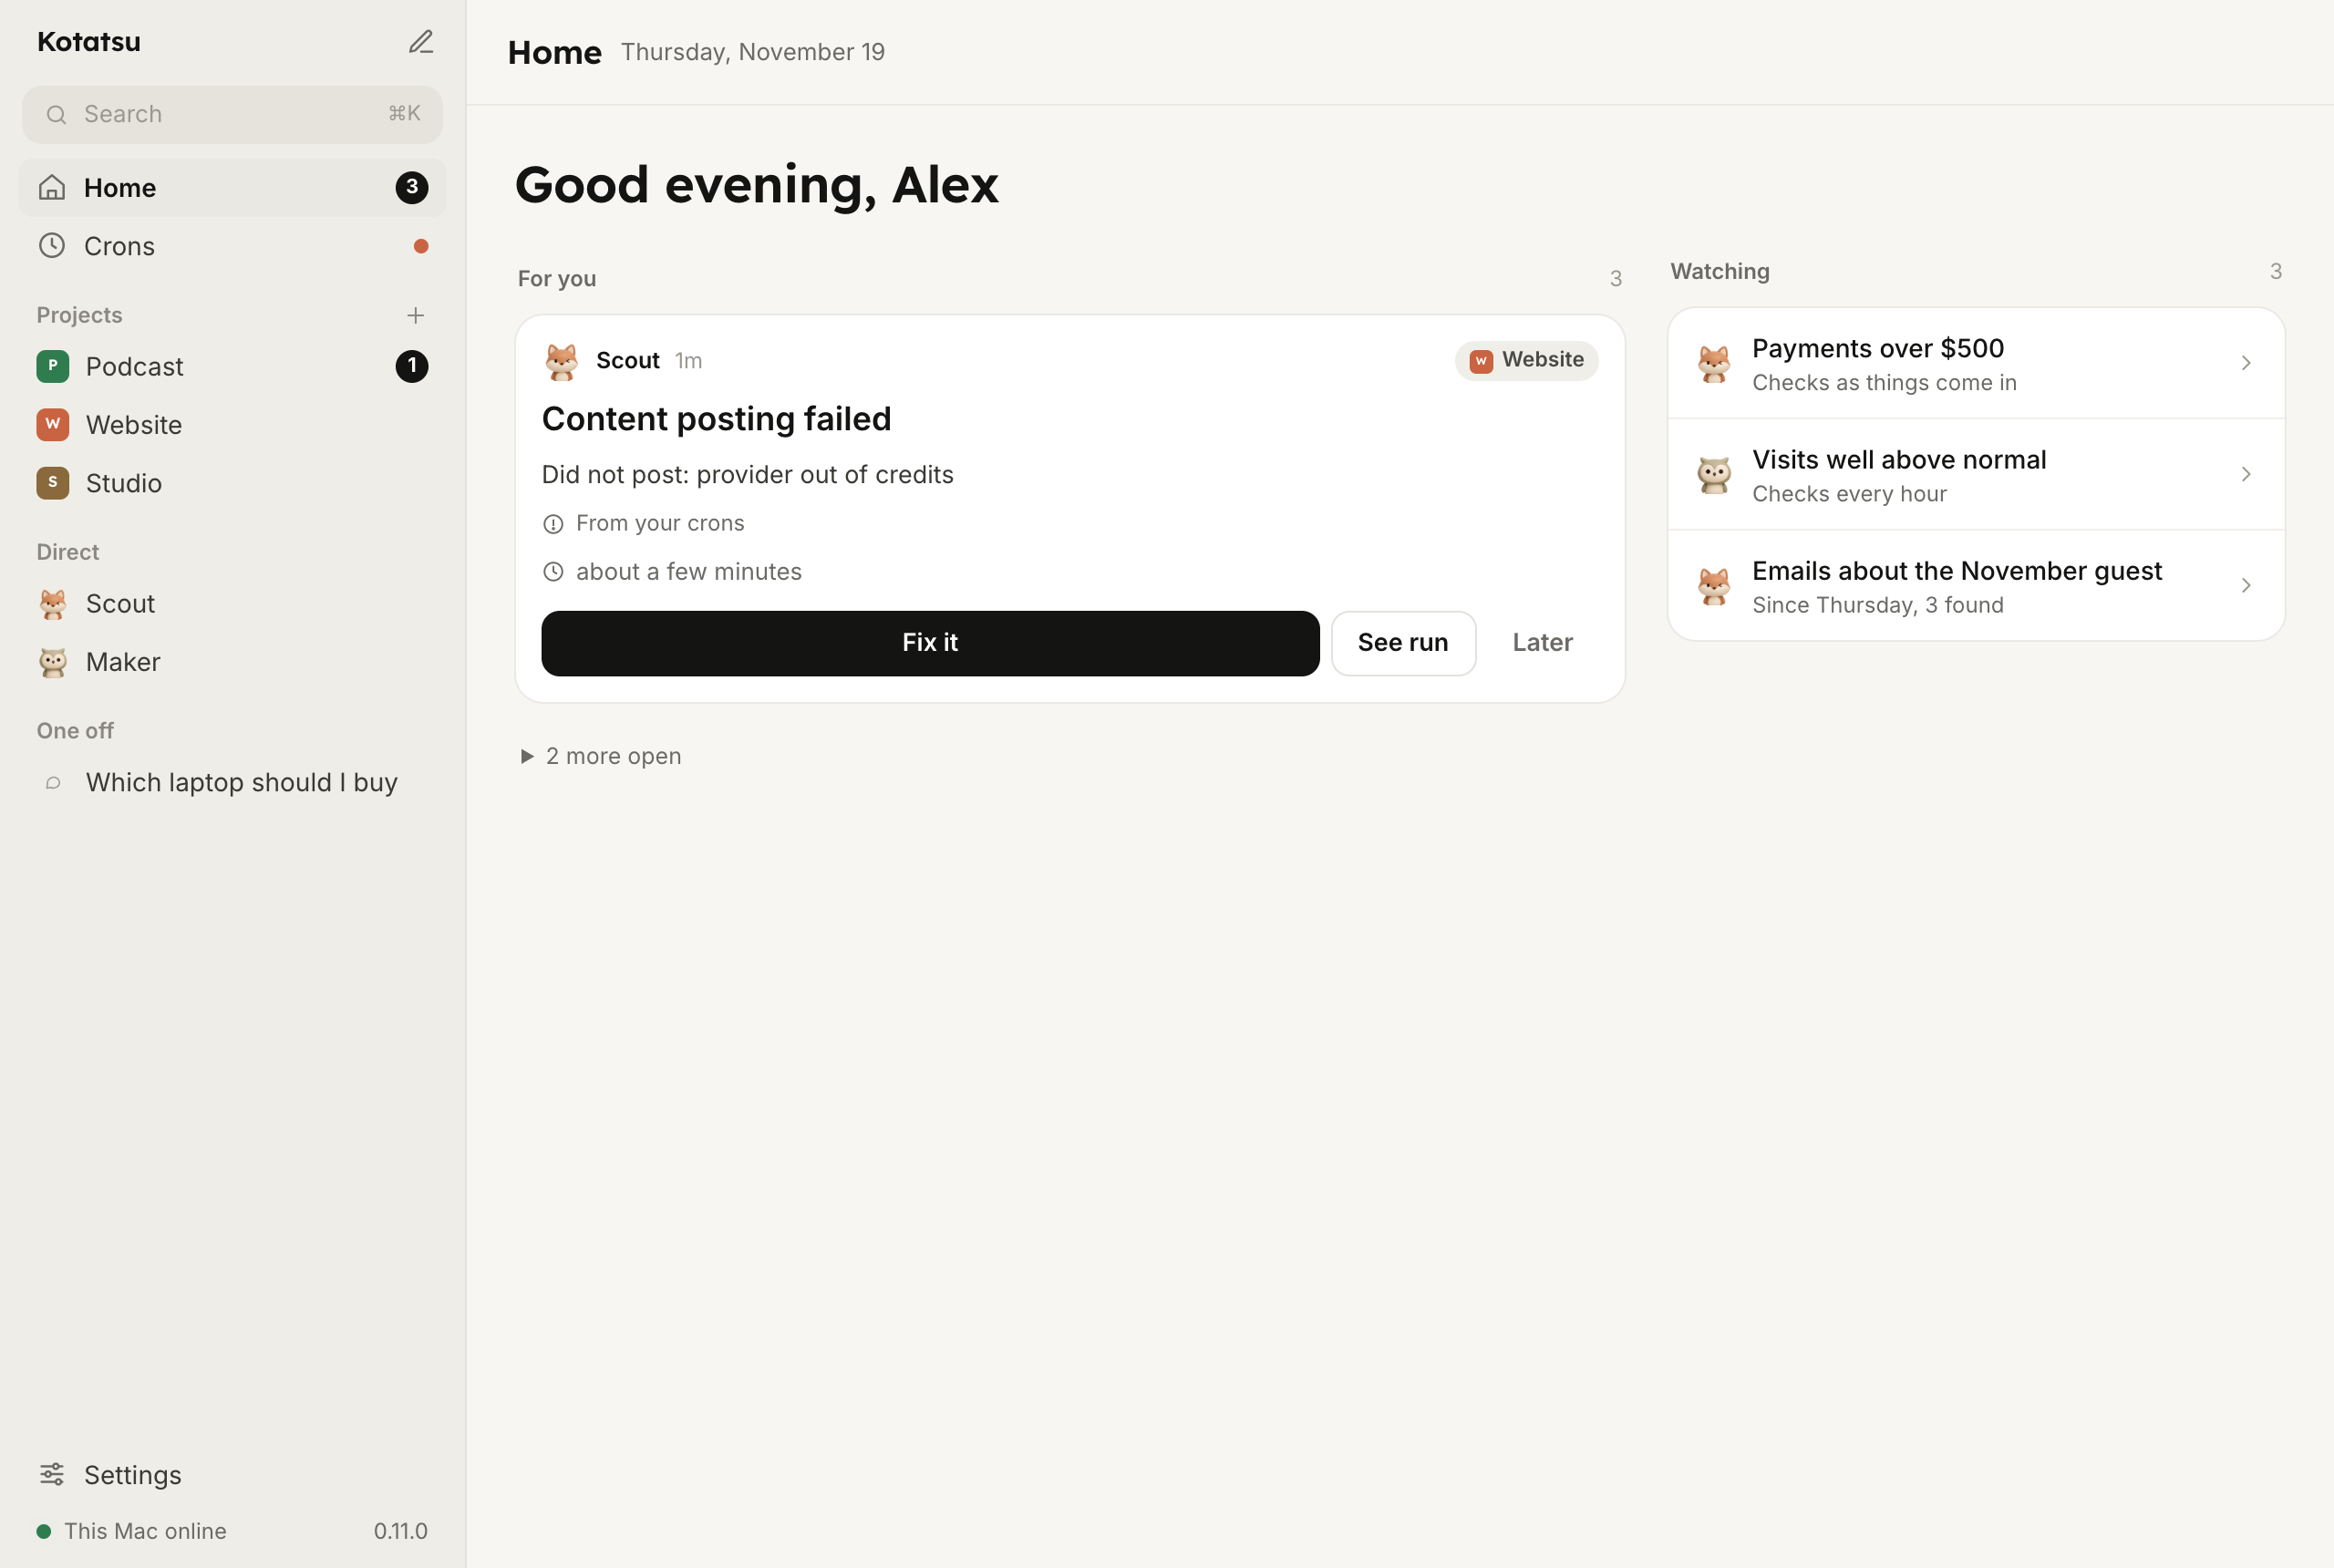 Kotatsu
Search ⌘K
Home 3
Crons
Projects +
P Podcast 1
W Website
S Studio
Direct
Scout
Maker
One off
Which laptop should I buy
Settings
This Mac online 0.11.0
Home Thursday, November 19
Good evening, Alex
For you 3
Scout 1m W Website
Content posting failed
Did not post: provider out of credits
From your crons
about a few minutes
Fix it See run Later
2 more open
Watching 3
Payments over $500
Checks as things come in
Visits well above normal
Checks every hour
Emails about the November guest
Since Thursday, 3 found